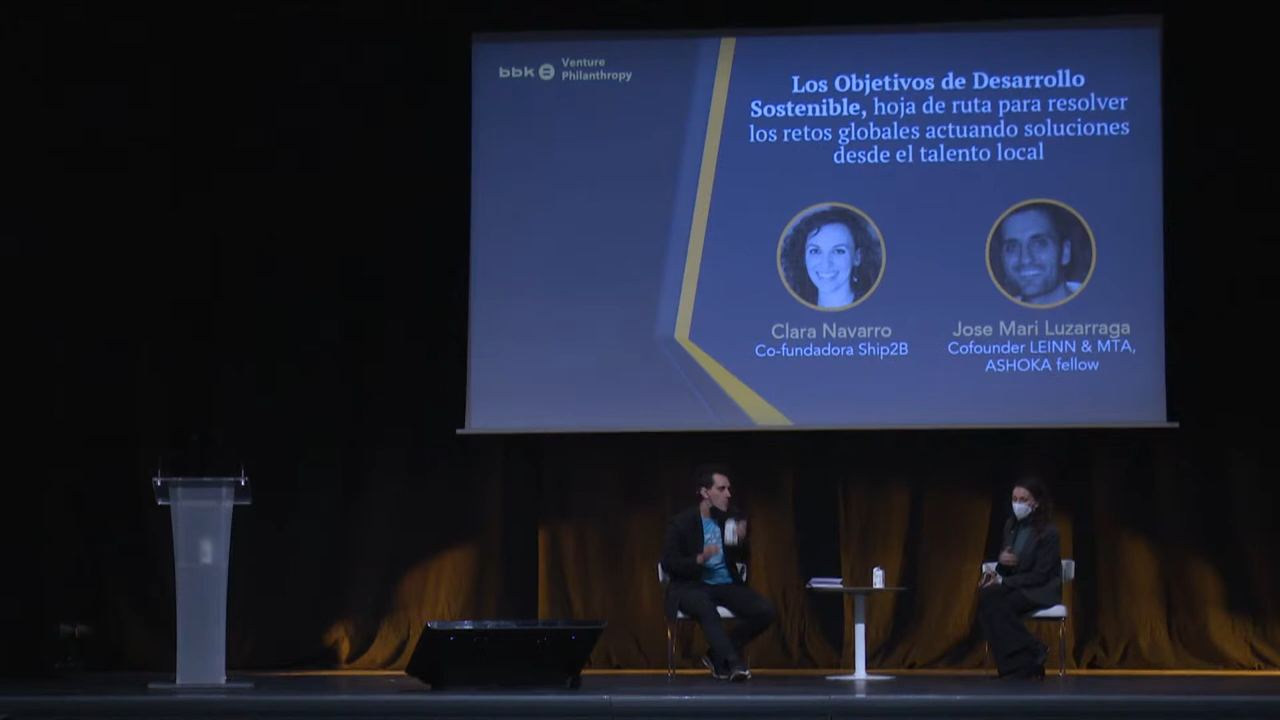 bbk Venture
Philanthropy
Los Objetivos de Desarrollo
Sostenible, hoja de ruta para resolver
los retos globales actuando soluciones
desde el talento local
Clara Navarro
Co-fundadora Ship2B
Jose Mari Luzarraga
Cofounder LEINN & MTA,
ASHOKA fellow